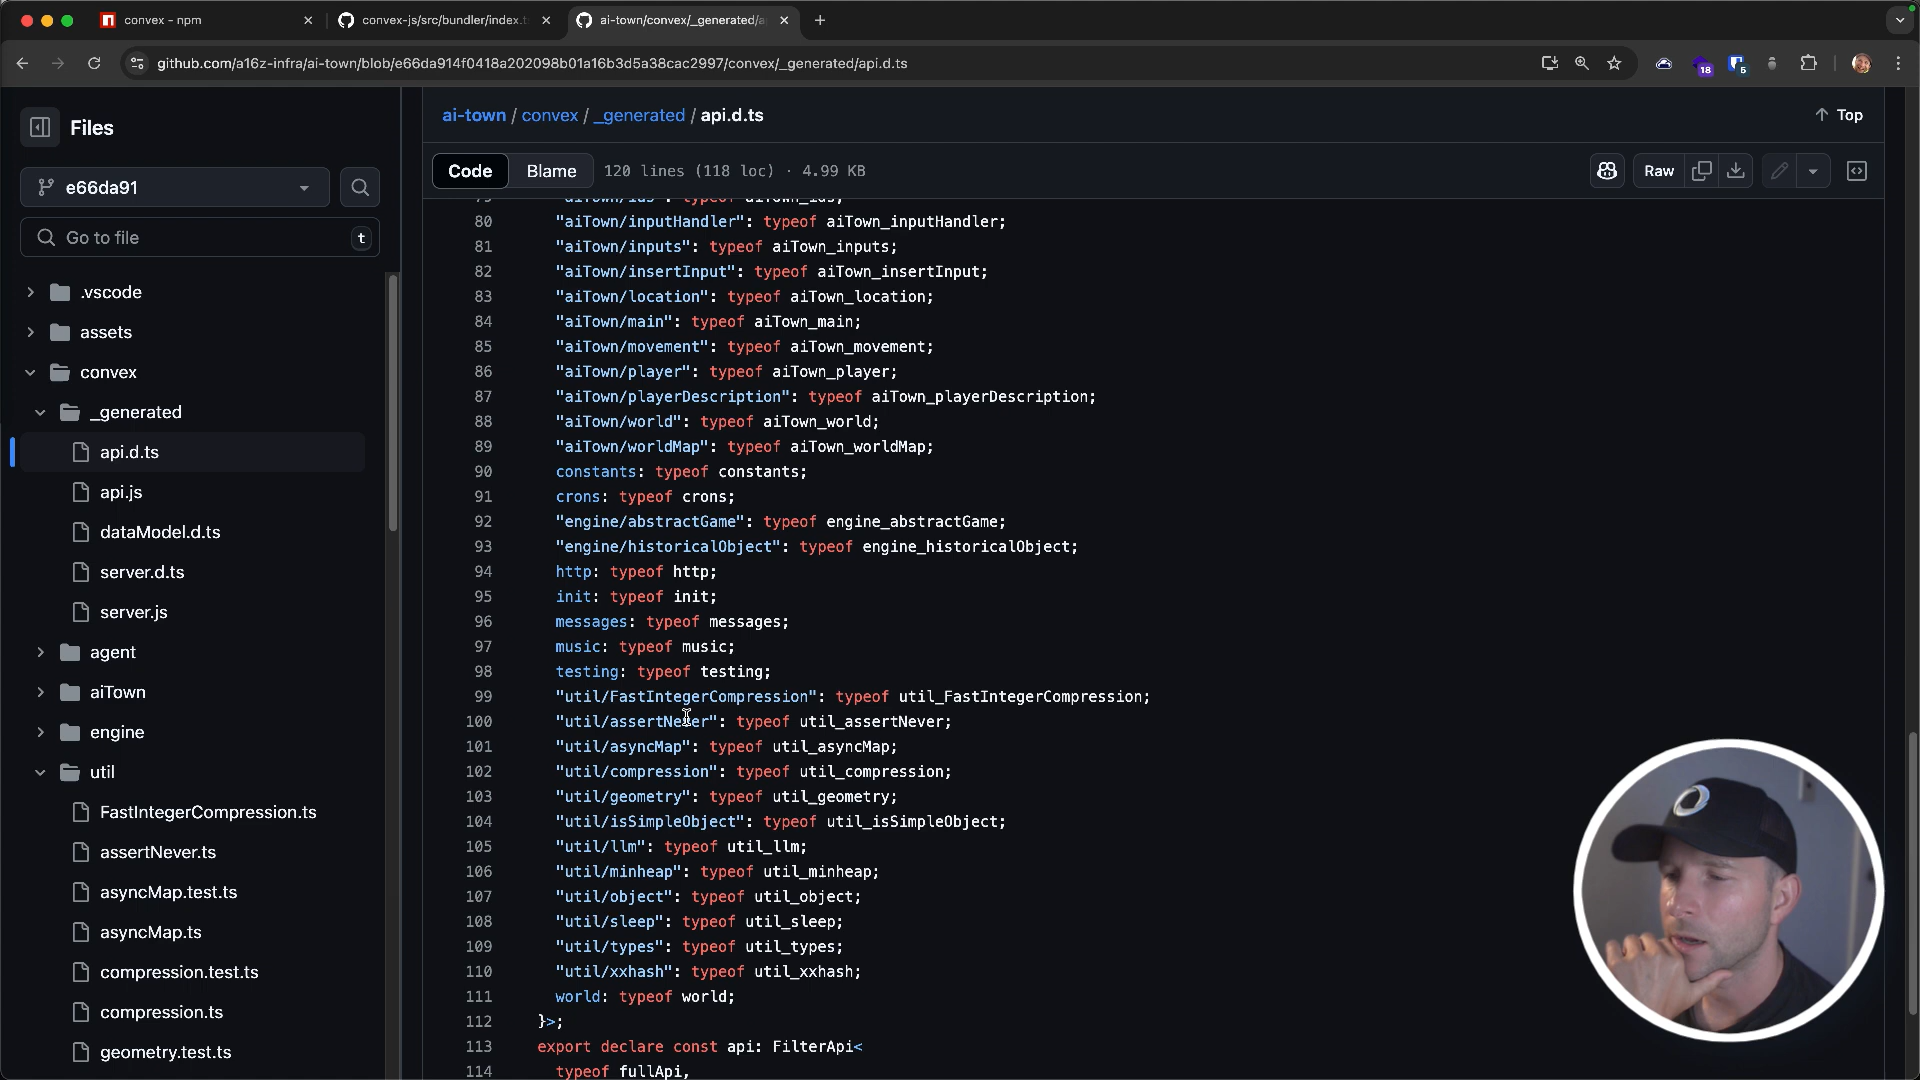 convex - npm
convex-js/src/bundler/index.t
ai-town/convex/_generated/a
github.com/a16z-infra/ai-town/blob/e66da914f0418a202098b01a16b3d5a38cac2997/convex/_generated/api.d.ts
18
5
Files
e66da91
Go to file
t
.vscode
assets
convex
_generated
api.d.ts
api.js
dataModel.d.ts
server.d.ts
server.js
agent
aiTown
engine
util
FastIntegerCompression.ts
assertNever.ts
asyncMap.test.ts
asyncMap.ts
compression.test.ts
compression.ts
geometry.test.ts
ai-town / convex / _generated / api.d.ts
Top
Code
Blame
120 lines (118 loc) · 4.99 KB
Raw
79 "aiTown/ids": typeof aiTown_ids;
80 "aiTown/inputHandler": typeof aiTown_inputHandler;
81 "aiTown/inputs": typeof aiTown_inputs;
82 "aiTown/insertInput": typeof aiTown_insertInput;
83 "aiTown/location": typeof aiTown_location;
84 "aiTown/main": typeof aiTown_main;
85 "aiTown/movement": typeof aiTown_movement;
86 "aiTown/player": typeof aiTown_player;
87 "aiTown/playerDescription": typeof aiTown_playerDescription;
88 "aiTown/world": typeof aiTown_world;
89 "aiTown/worldMap": typeof aiTown_worldMap;
90 constants: typeof constants;
91 crons: typeof crons;
92 "engine/abstractGame": typeof engine_abstractGame;
93 "engine/historicalObject": typeof engine_historicalObject;
94 http: typeof http;
95 init: typeof init;
96 messages: typeof messages;
97 music: typeof music;
98 testing: typeof testing;
99 "util/FastIntegerCompression": typeof util_FastIntegerCompression;
100 "util/assertNever": typeof util_assertNever;
101 "util/asyncMap": typeof util_asyncMap;
102 "util/compression": typeof util_compression;
103 "util/geometry": typeof util_geometry;
104 "util/isSimpleObject": typeof util_isSimpleObject;
105 "util/llm": typeof util_llm;
106 "util/minheap": typeof util_minheap;
107 "util/object": typeof util_object;
108 "util/sleep": typeof util_sleep;
109 "util/types": typeof util_types;
110 "util/xxhash": typeof util_xxhash;
111 world: typeof world;
112 }>;
113 export declare const api: FilterApi<
114 typeof fullApi,